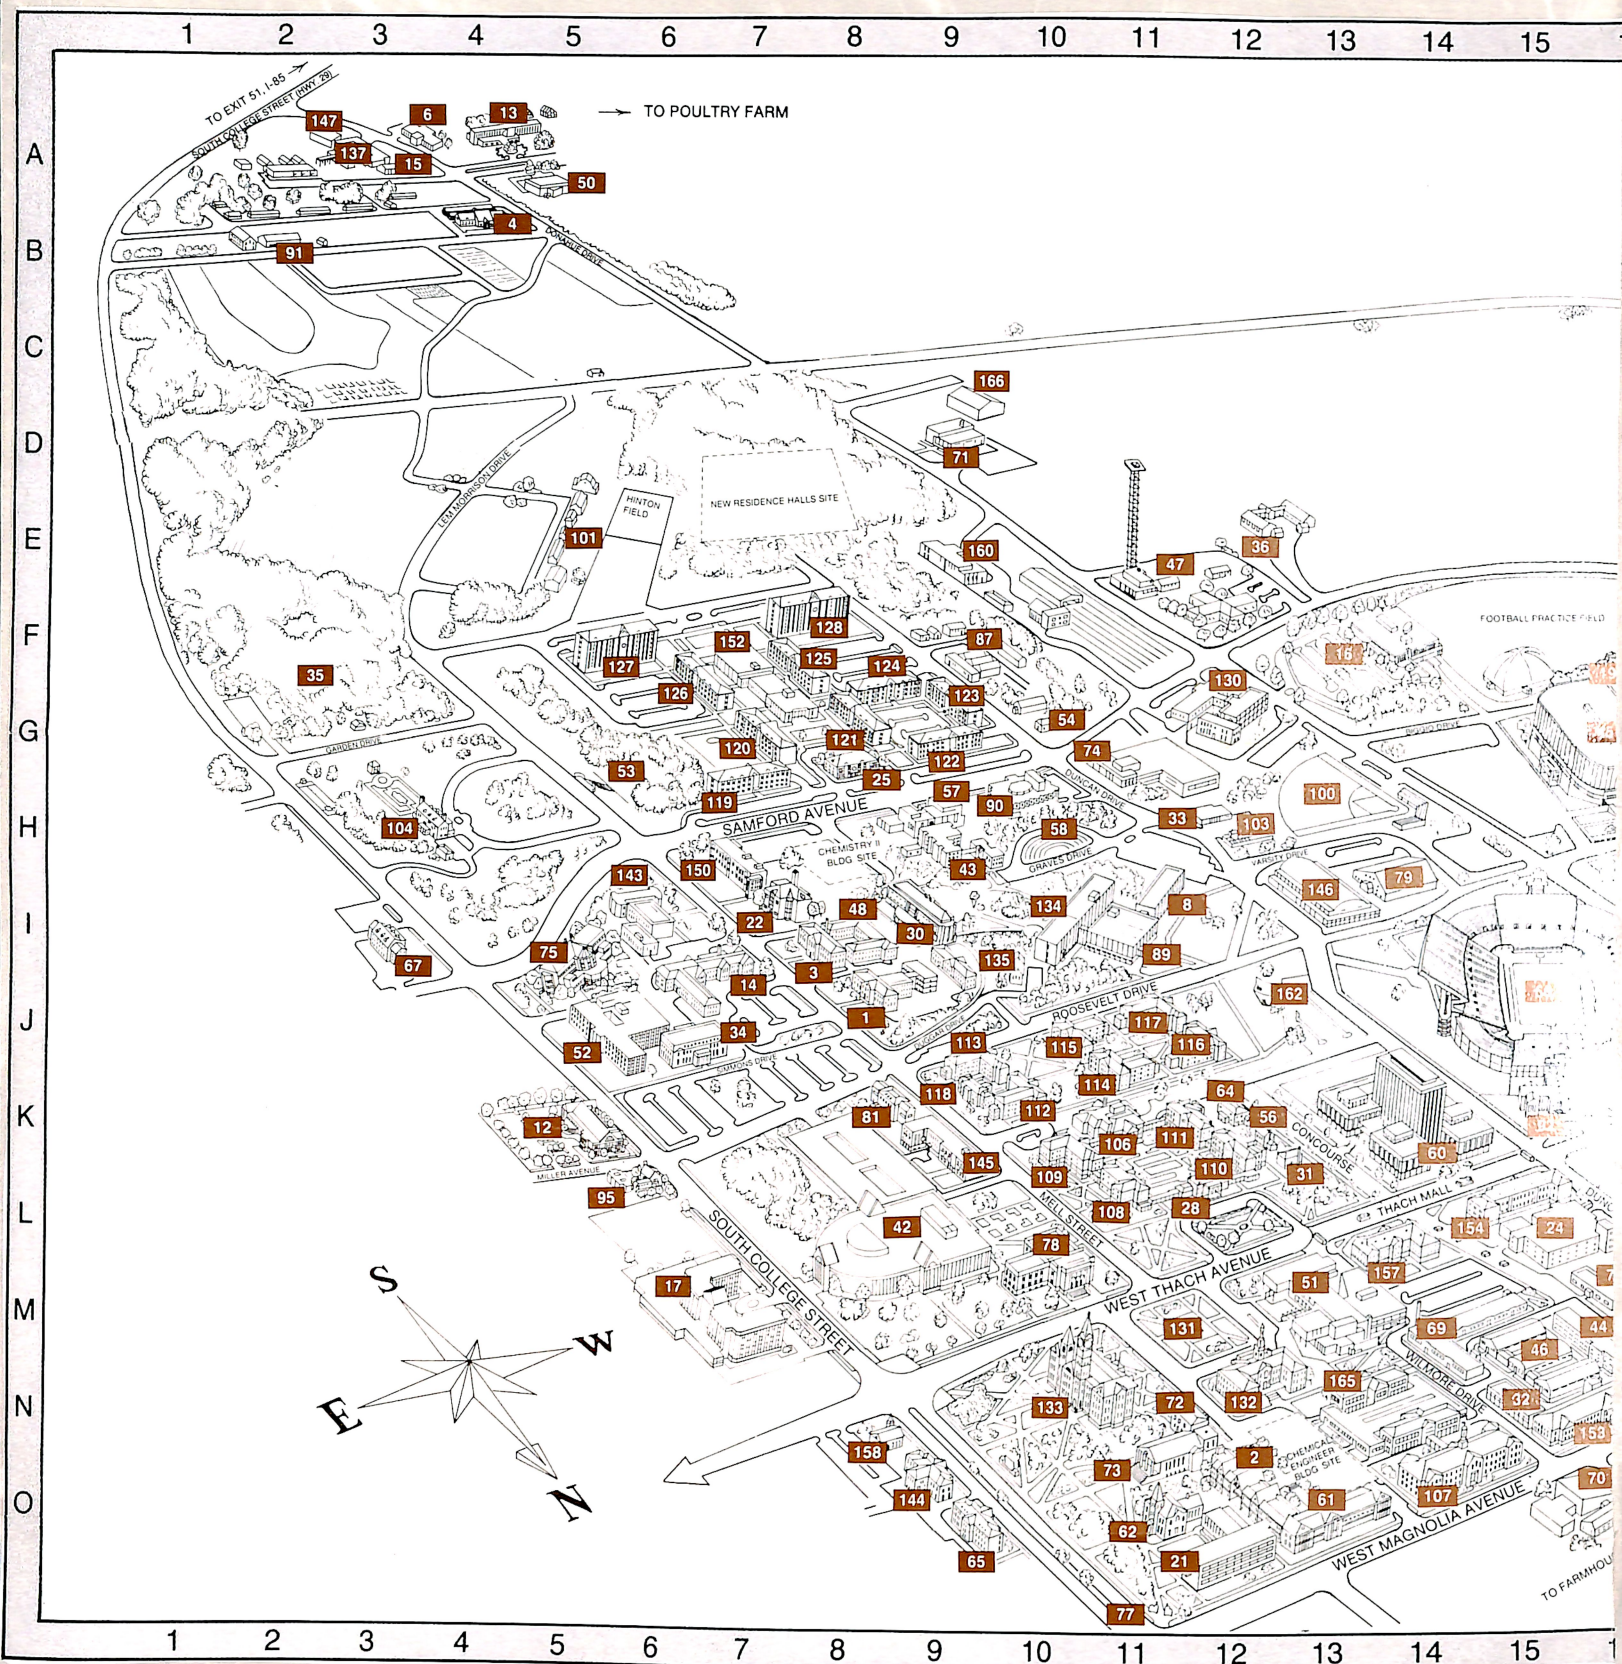 1 2 3 4 5 6 7 8 9 10 11 12 13 14 15
A
B
C
D
E
F
G
H
I
J
K
L
M
N
O
TO EXIT 51, I-85
SOUTH COLLEGE STREET (HWY. 29)
TO POULTRY FARM
147
6
13
137
15
50
4
91
DONAHUE DRIVE
166
71
LEM MORRISON DRIVE
HINTON
FIELD
NEW RESIDENCE HALLS SITE
101
160
47
36
FOOTBALL PRACTICE FIELD
128
152
127
125
124
87
16
35
126
123
130
54
GARDEN DRIVE
120
121
122
74
53
25
57
119
SAMFORD AVENUE
90
DUNCAN DRIVE
100
33
103
104
58
CHEMISTRY II
BLDG SITE
GRAVES DRIVE
VARSITY DRIVE
143
150
43
146
79
48
134
8
22
30
89
75
67
135
3
14
162
ROOSEVELT DRIVE
1
117
34
113
115
116
52
SIMMONS DRIVE
114
118
64
12
81
112
56
CONCOURSE
106
111
60
MILLER AVENUE
145
109
110
31
95
THACH MALL
108
28
154
24
42
MELL STREET
SOUTH COLLEGE STREET
78
WEST THACH AVENUE
157
17
51
S
W
E
N
131
69
44
46
WILMORE DRIVE
165
32
133
72
132
158
2
CHEMICAL
ENGINEER
BLDG SITE
73
144
61
107
70
62
WEST MAGNOLIA AVENUE
65
21
77
1 2 3 4 5 6 7 8 9 10 11 12 13 14 15